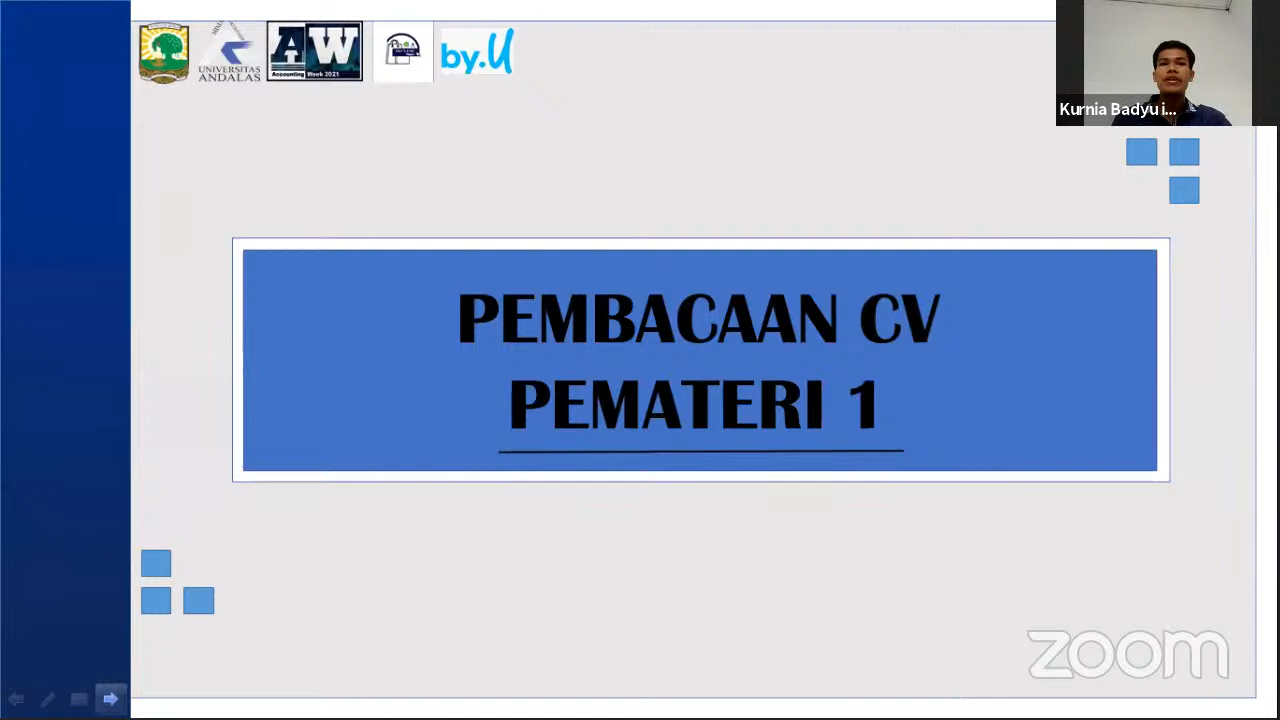 UNIVERSITAS
ANDALAS
AW
Accounting Week 2021
by.U
Kurnia Badyu i...
PEMBACAAN CV
PEMATERI 1
zoom